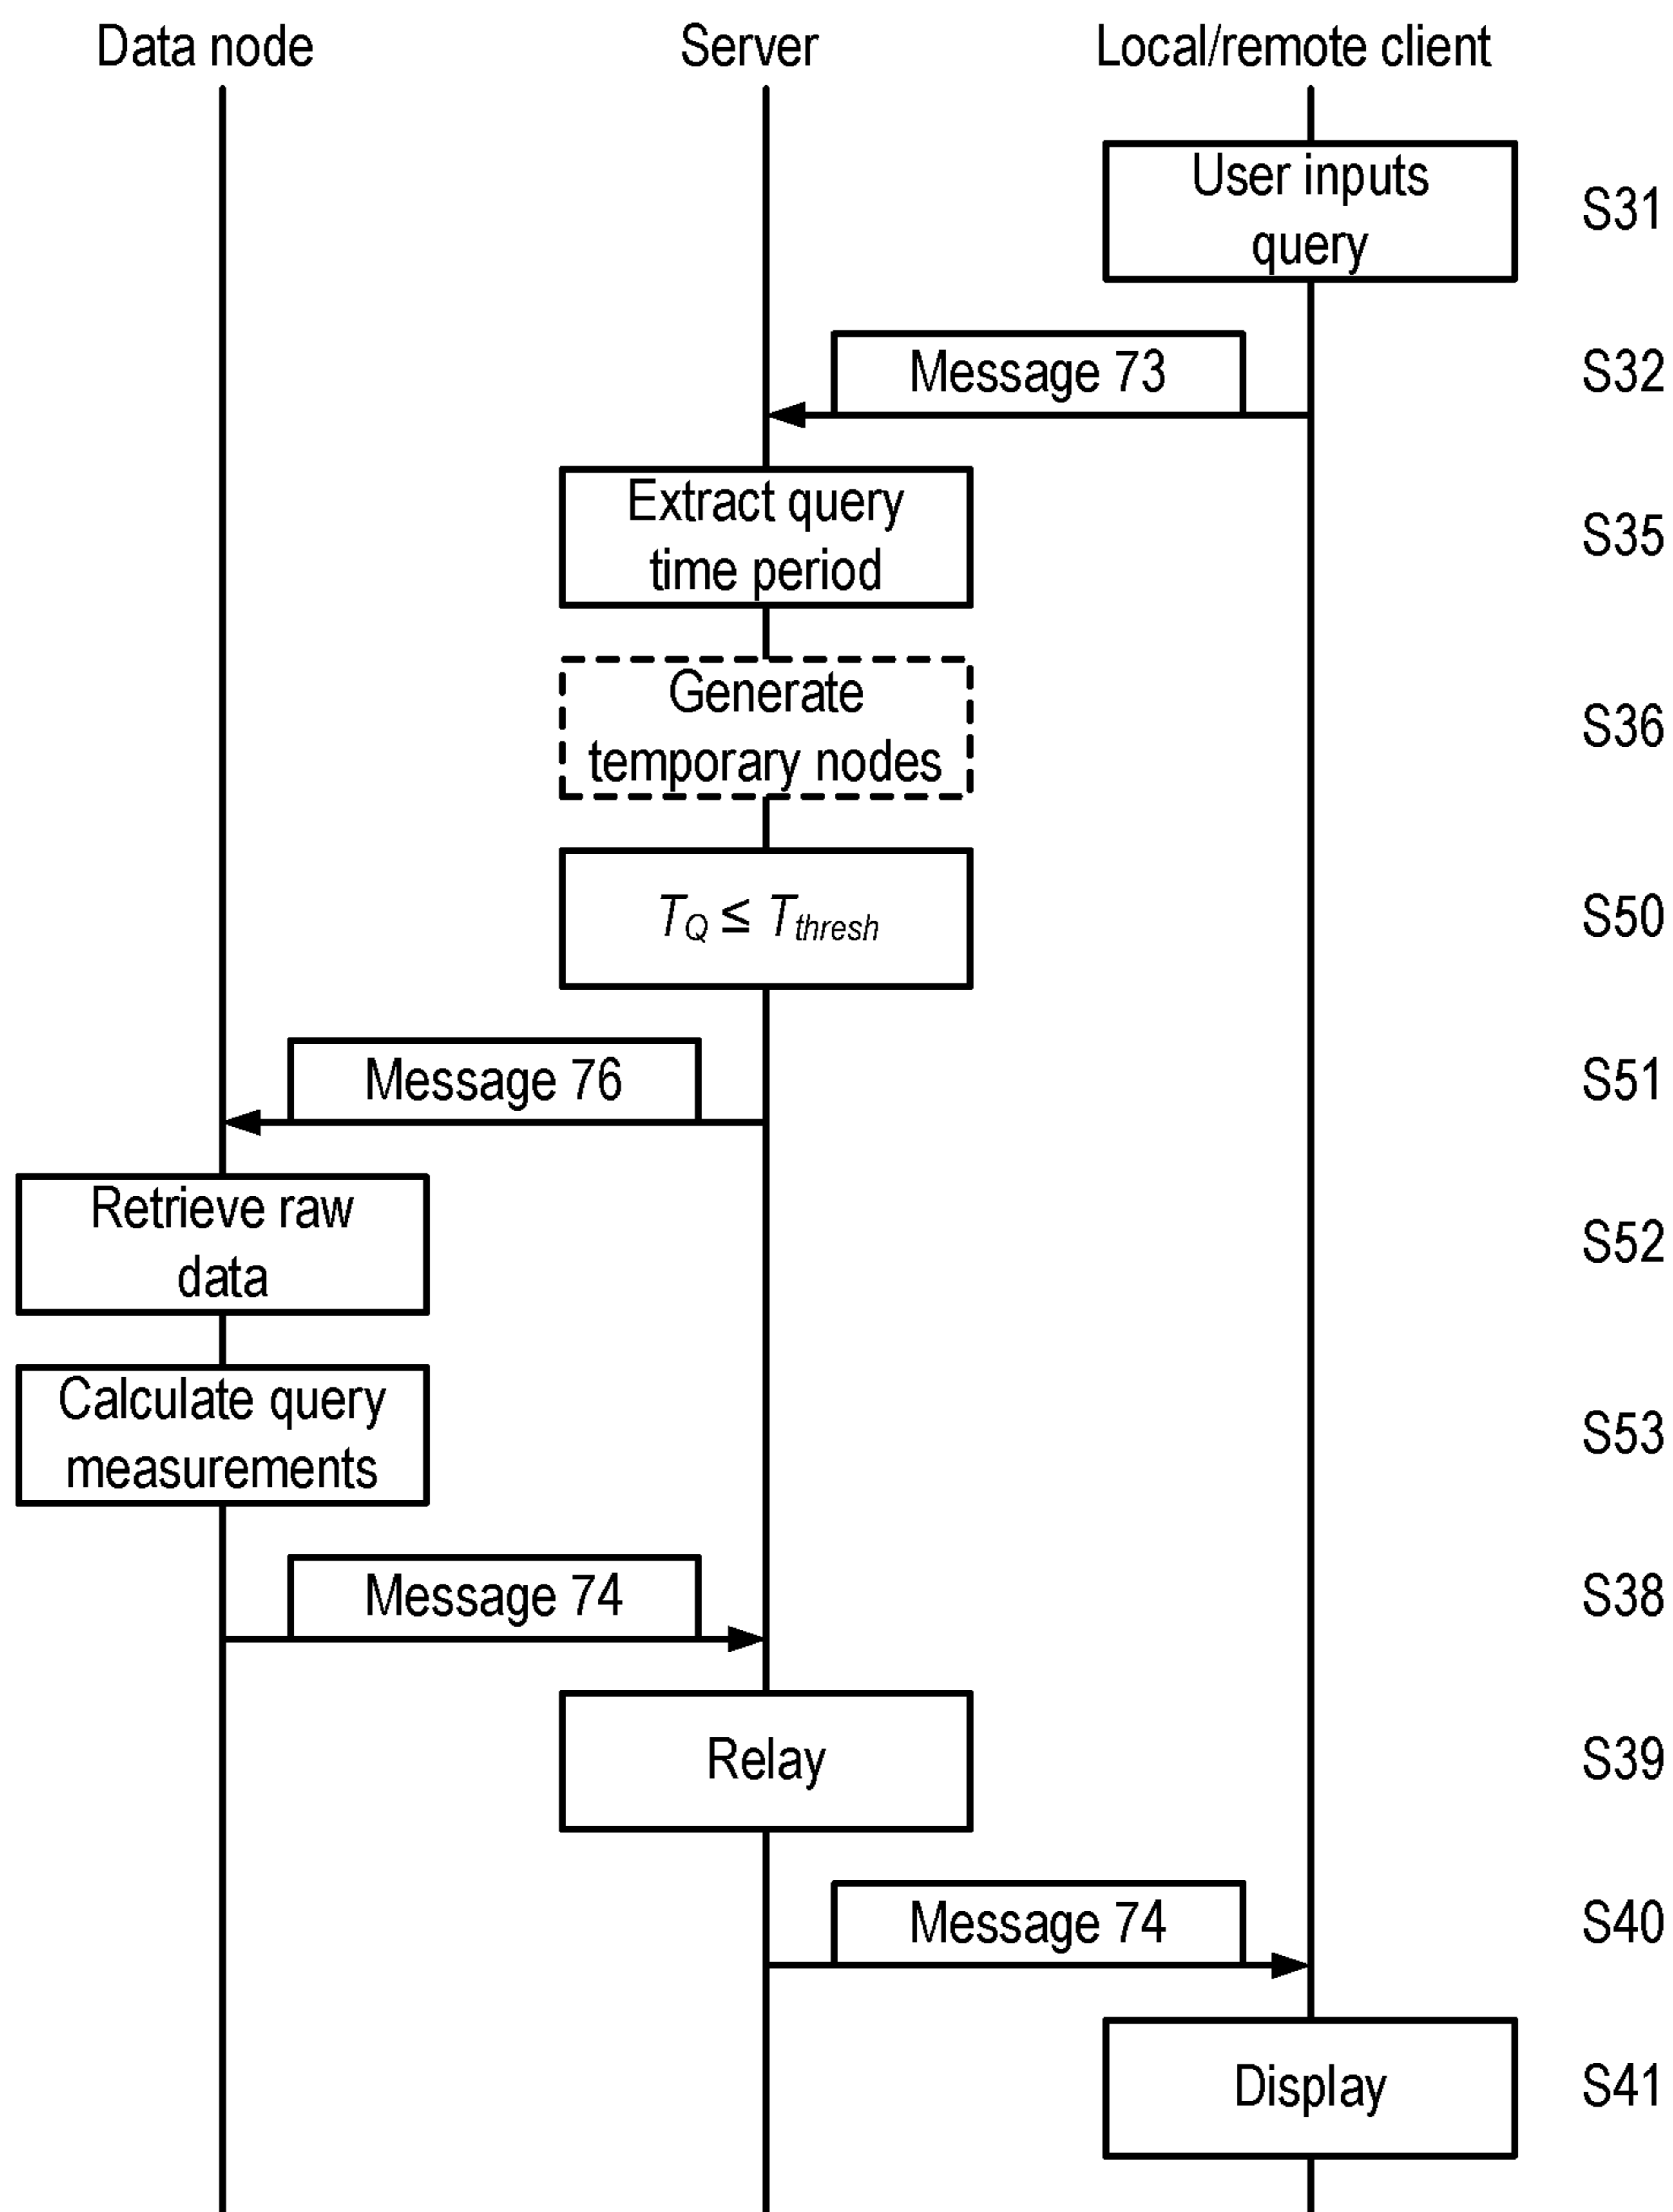 Data node
Server
Local/remote client
User inputs
query
S31
Message 73
S32
Extract query
time period
S35
Generate
temporary nodes
S36
T_Q ≤ T_thresh
S50
Message 76
S51
Retrieve raw
data
S52
Calculate query
measurements
S53
Message 74
S38
Relay
S39
Message 74
S40
Display
S41